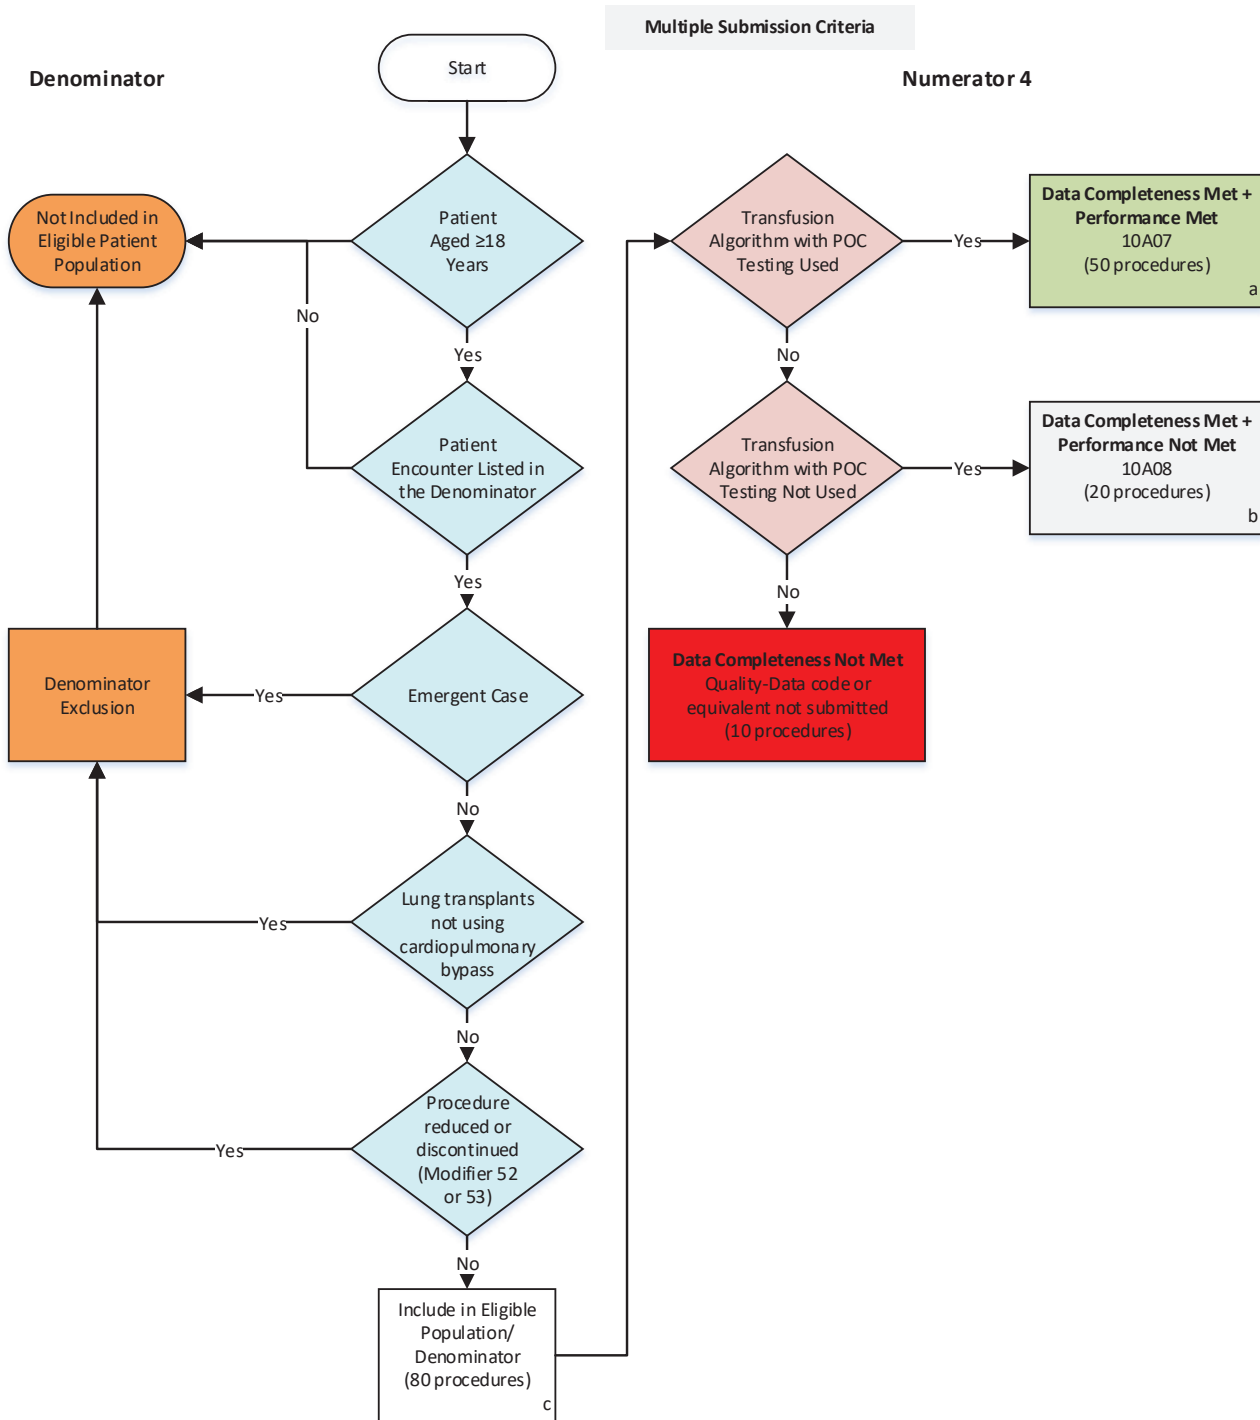 Multiple Submission Criteria
Denominator
Start
Numerator 4
Patient
Aged ≥18
Years
Not Included in
Eligible Patient
Population
No
Yes
Patient
Encounter Listed in
the Denominator
Yes
Emergent Case
Yes
Denominator
Exclusion
No
Lung transplants
not using
cardiopulmonary
bypass
Yes
No
Procedure
reduced or
discontinued
(Modifier 52
or 53)
Yes
No
Include in Eligible
Population/
Denominator
(80 procedures)
c
Transfusion
Algorithm with POC
Testing Used
Yes
Data Completeness Met +
Performance Met
10A07
(50 procedures)
a
No
Transfusion
Algorithm with POC
Testing Not Used
Yes
Data Completeness Met +
Performance Not Met
10A08
(20 procedures)
b
No
Data Completeness Not Met
Quality-Data code or
equivalent not submitted
(10 procedures)